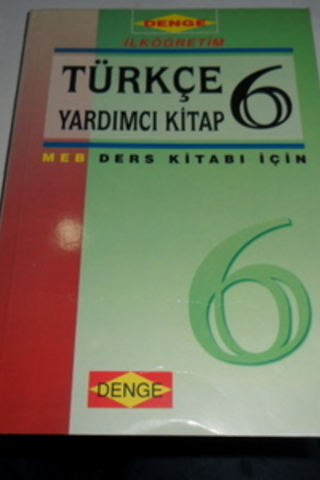 DENGE
İLKÖĞRETİM
TÜRKÇE 6
YARDIMCI KİTAP
MEB DERS KİTABI İÇİN
6
DENGE